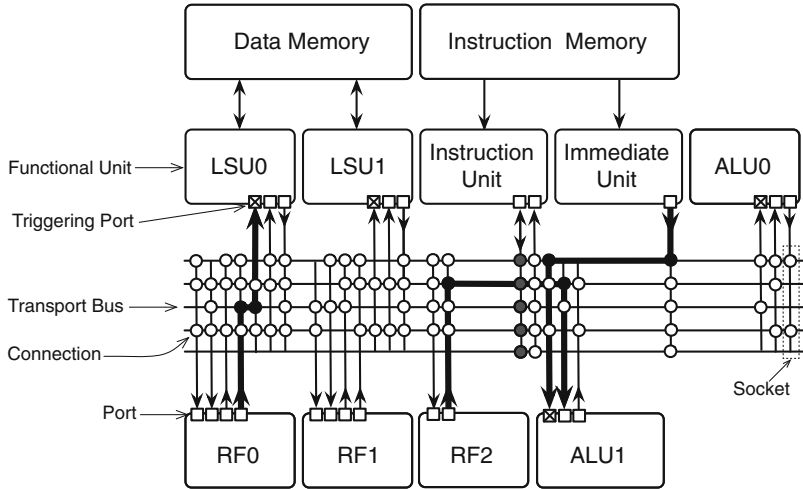 Data Memory
Instruction Memory
Functional Unit
LSU0
LSU1
Instruction
Unit
Immediate
Unit
ALU0
Triggering Port
Transport Bus
Connection
Socket
Port
RF0
RF1
RF2
ALU1